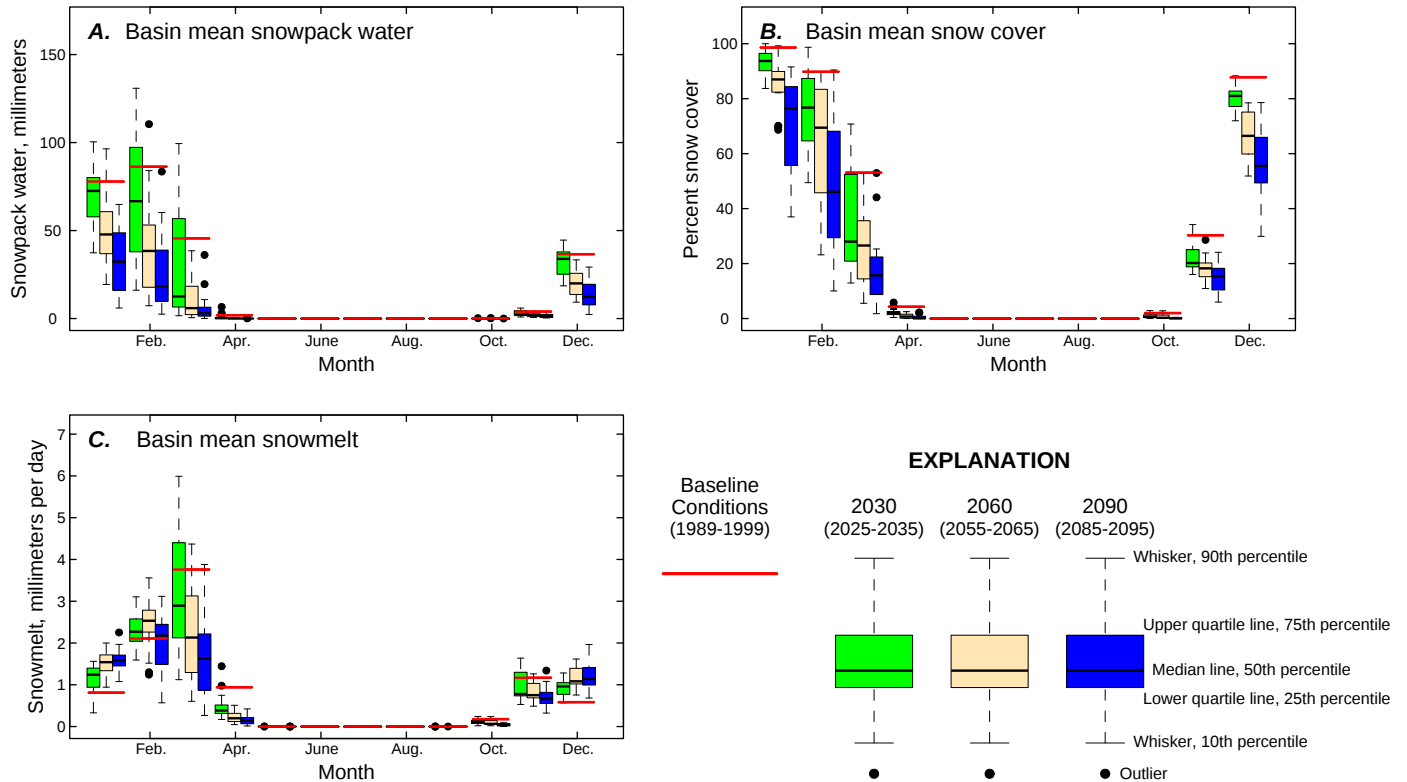 A. Basin mean snowpack water
Snowpack water, millimeters
150
100
50
0
Feb. Apr. June Aug. Oct. Dec.
Month
B. Basin mean snow cover
Percent snow cover
100
80
60
40
20
0
Feb. Apr. June Aug. Oct. Dec.
Month
C. Basin mean snowmelt
Snowmelt, millimeters per day
7
6
5
4
3
2
1
0
Feb. Apr. June Aug. Oct. Dec.
Month
EXPLANATION
Baseline
Conditions
(1989-1999)
2030
(2025-2035)
2060
(2055-2065)
2090
(2085-2095)
Whisker, 90th percentile
Upper quartile line, 75th percentile
Median line, 50th percentile
Lower quartile line, 25th percentile
Whisker, 10th percentile
Outlier